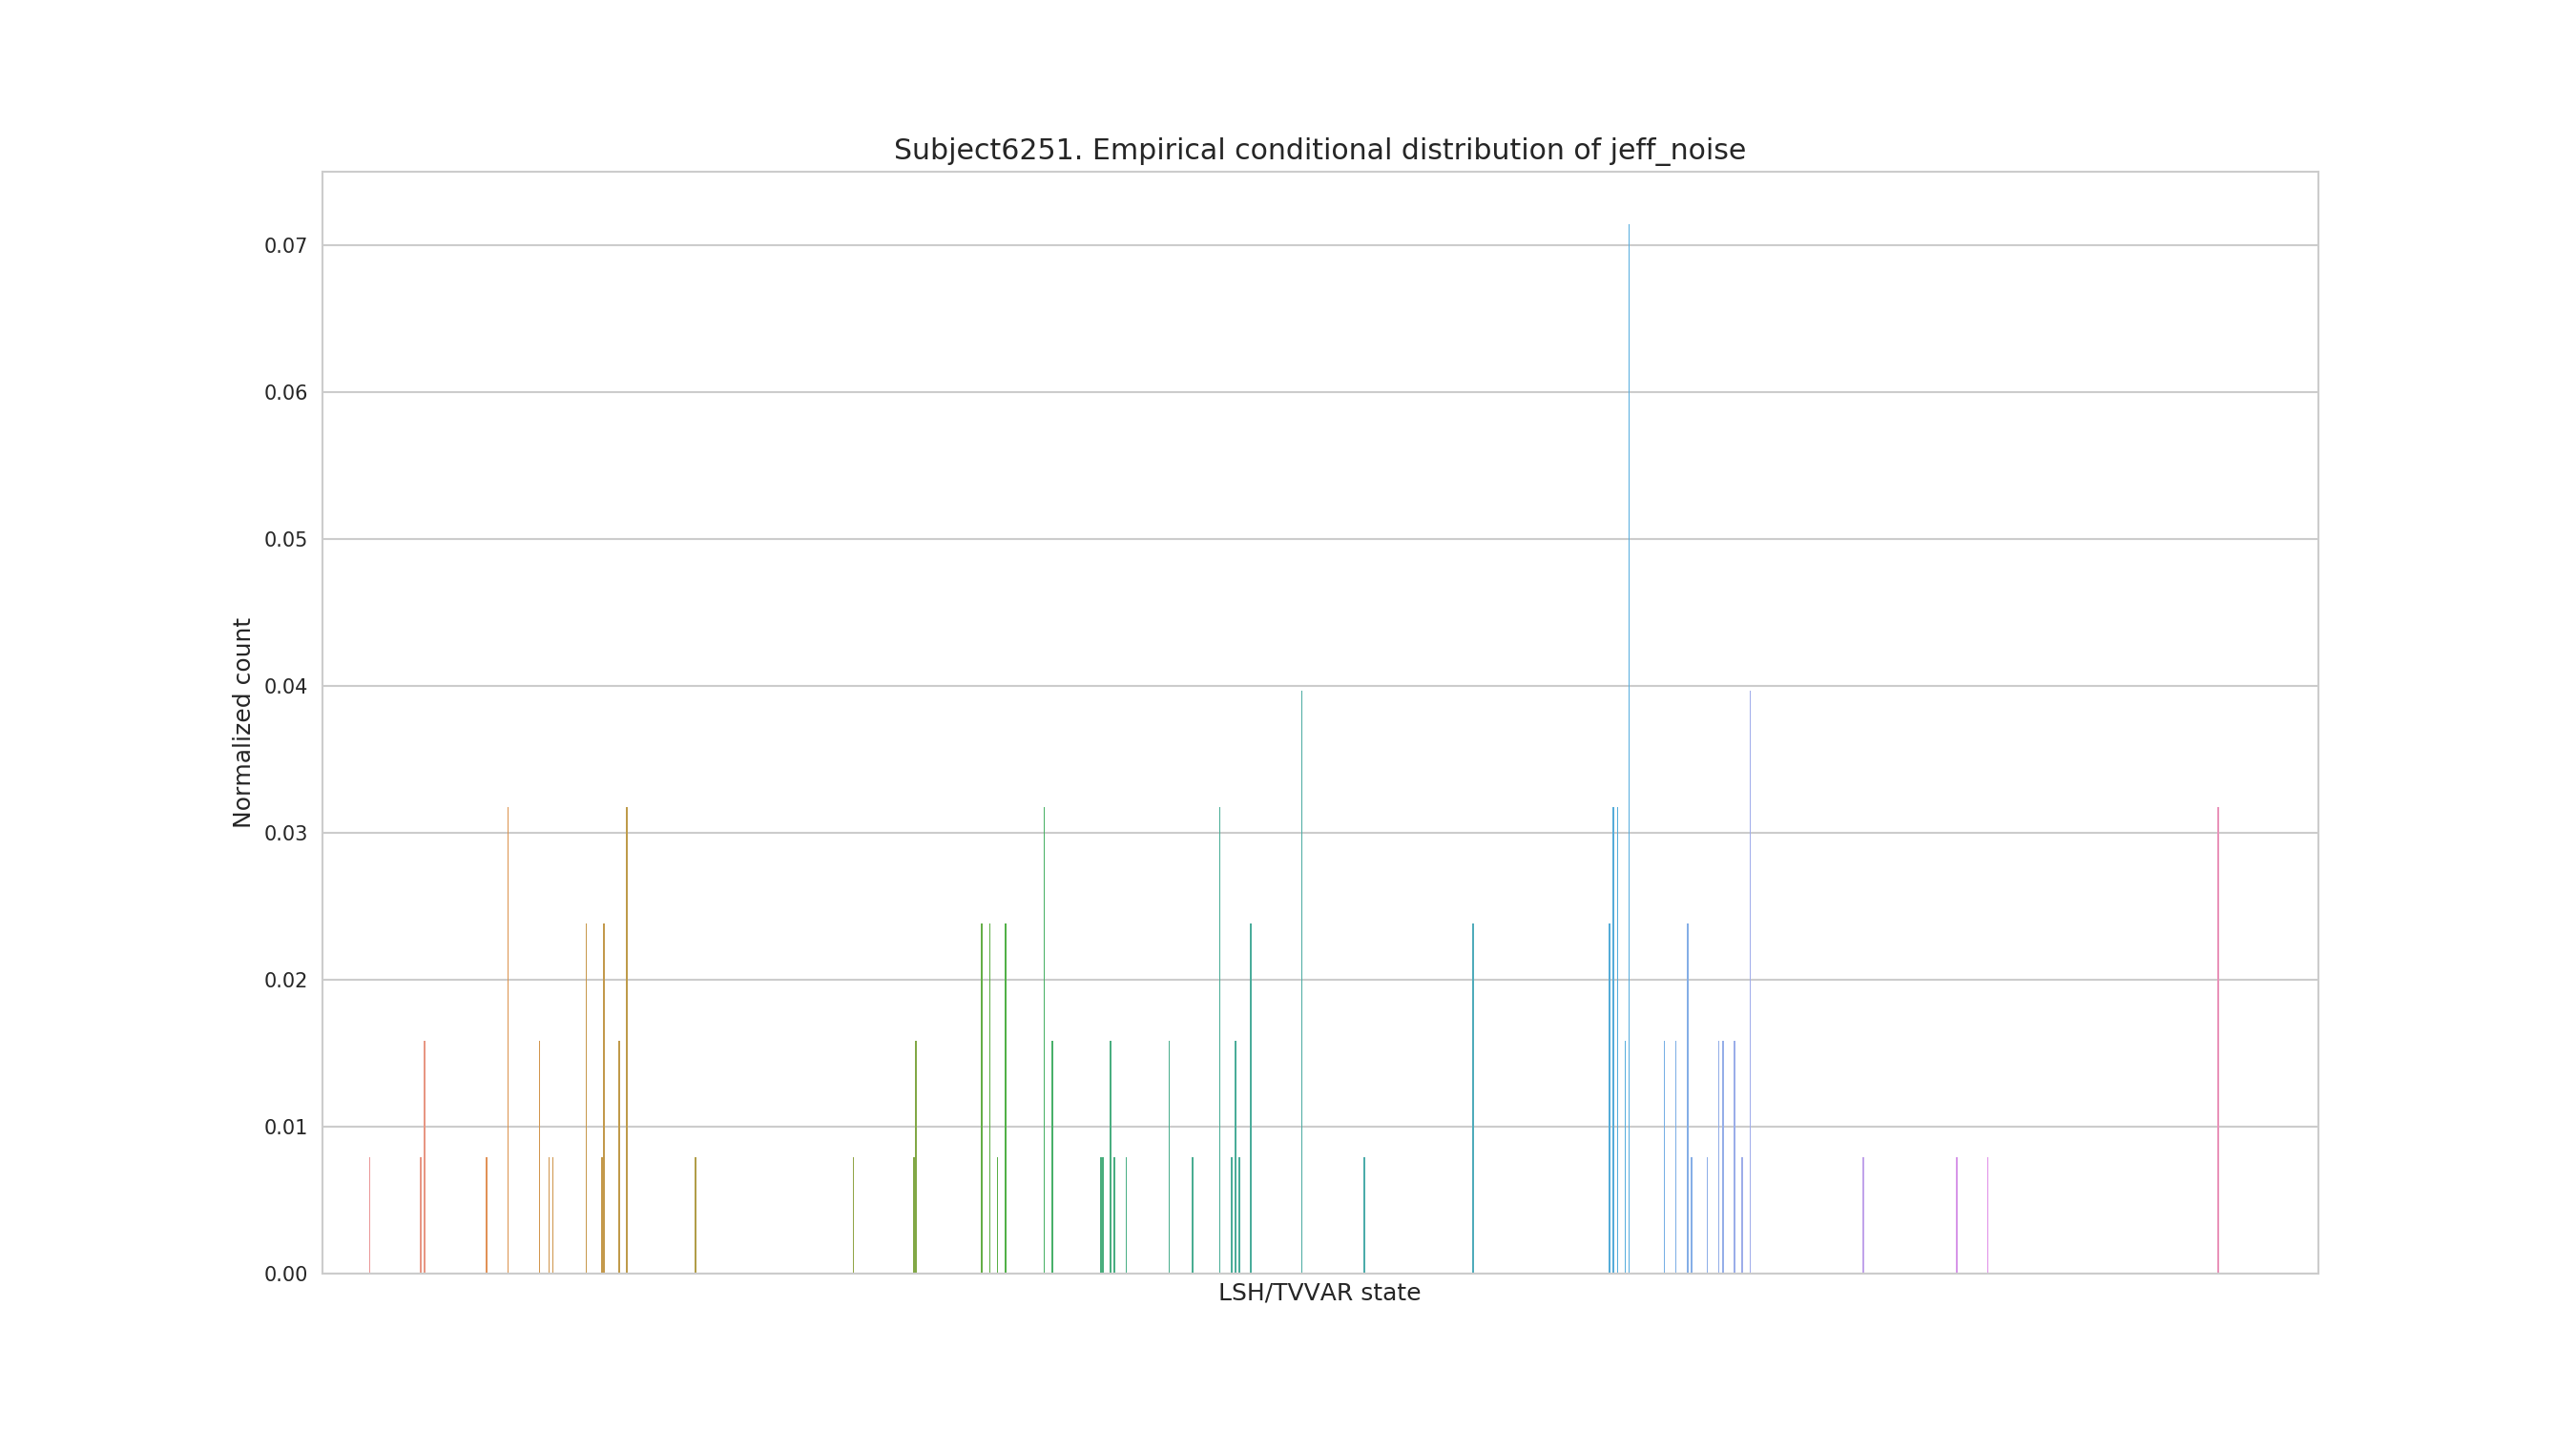 Subject6251. Empirical conditional distribution of jeff_noise
0.07
0.06
0.05
0.04
0.03
0.02
0.01
0.00
Normalized count
LSH/TVVAR state